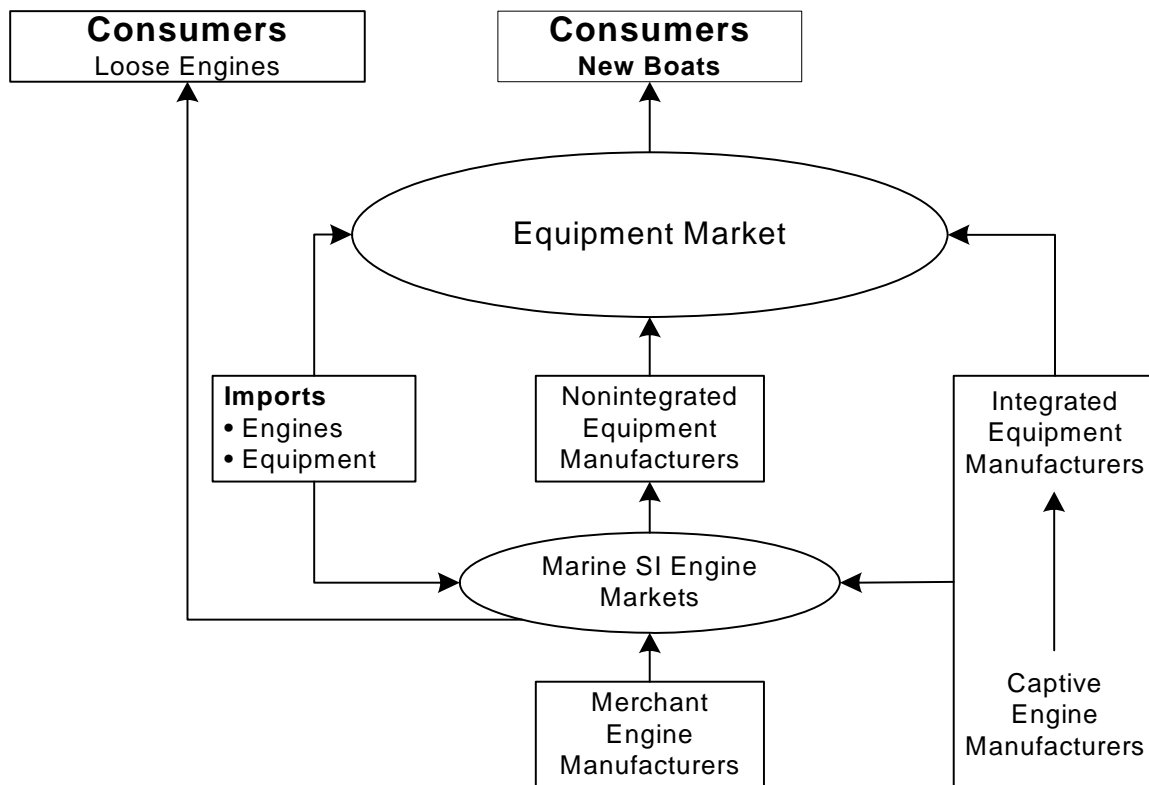 Consumers
Loose Engines
Consumers
New Boats
Equipment Market
Imports
• Engines
• Equipment
Nonintegrated
Equipment
Manufacturers
Integrated
Equipment
Manufacturers
Marine SI Engine
Markets
Merchant
Engine
Manufacturers
Captive
Engine
Manufacturers